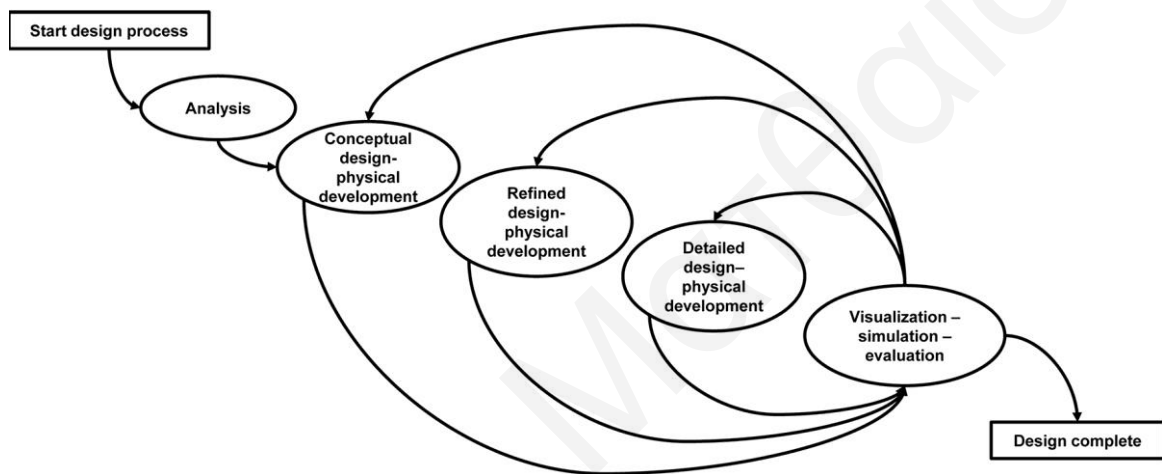 Start design process
Analysis
Conceptual
design-
physical
development
Refined
design-
physical
development
Detailed
design–
physical
development
Visualization –
simulation –
evaluation
Design complete